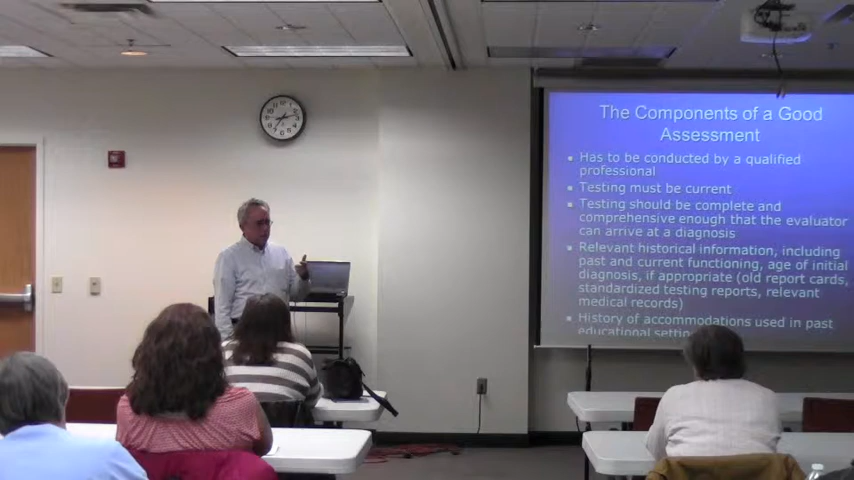 The Components of a Good
Assessment
Has to be conducted by a qualified
professional
Testing must be current
Testing should be complete and
comprehensive enough that the evaluator
can arrive at a diagnosis
Relevant historical information, including
past and current functioning, age of initial
diagnosis, if appropriate (old report cards,
standardized testing reports, relevant
medical records)
History of accommodations used in past
educational settin